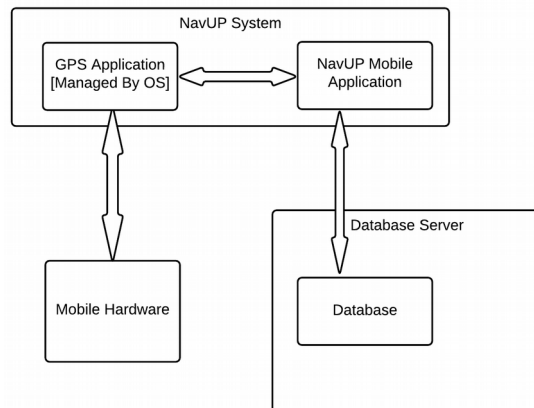 NavUP System
GPS Application
[Managed By OS]
NavUP Mobile
Application
Database Server
Mobile Hardware
Database